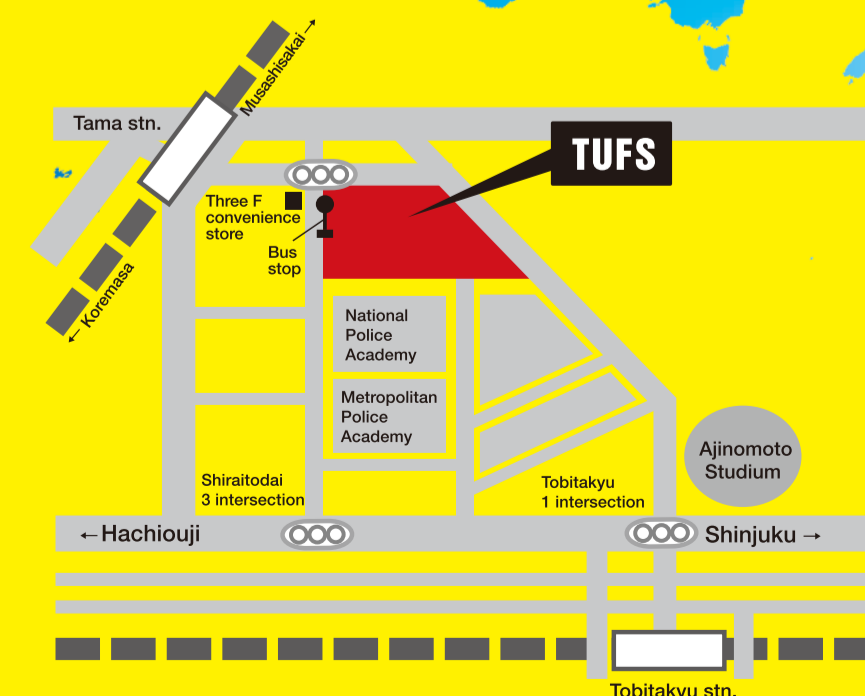 Musashisakai →
Tama stn.
TUFS
Three F
convenience
store
Bus
stop
← Koremasa
National
Police
Academy
Metropolitan
Police
Academy
Ajinomoto
Studium
Shiraitodai
3 intersection
Tobitakyu
1 intersection
←Hachiouji
Shinjuku →
Tobitakyu stn.